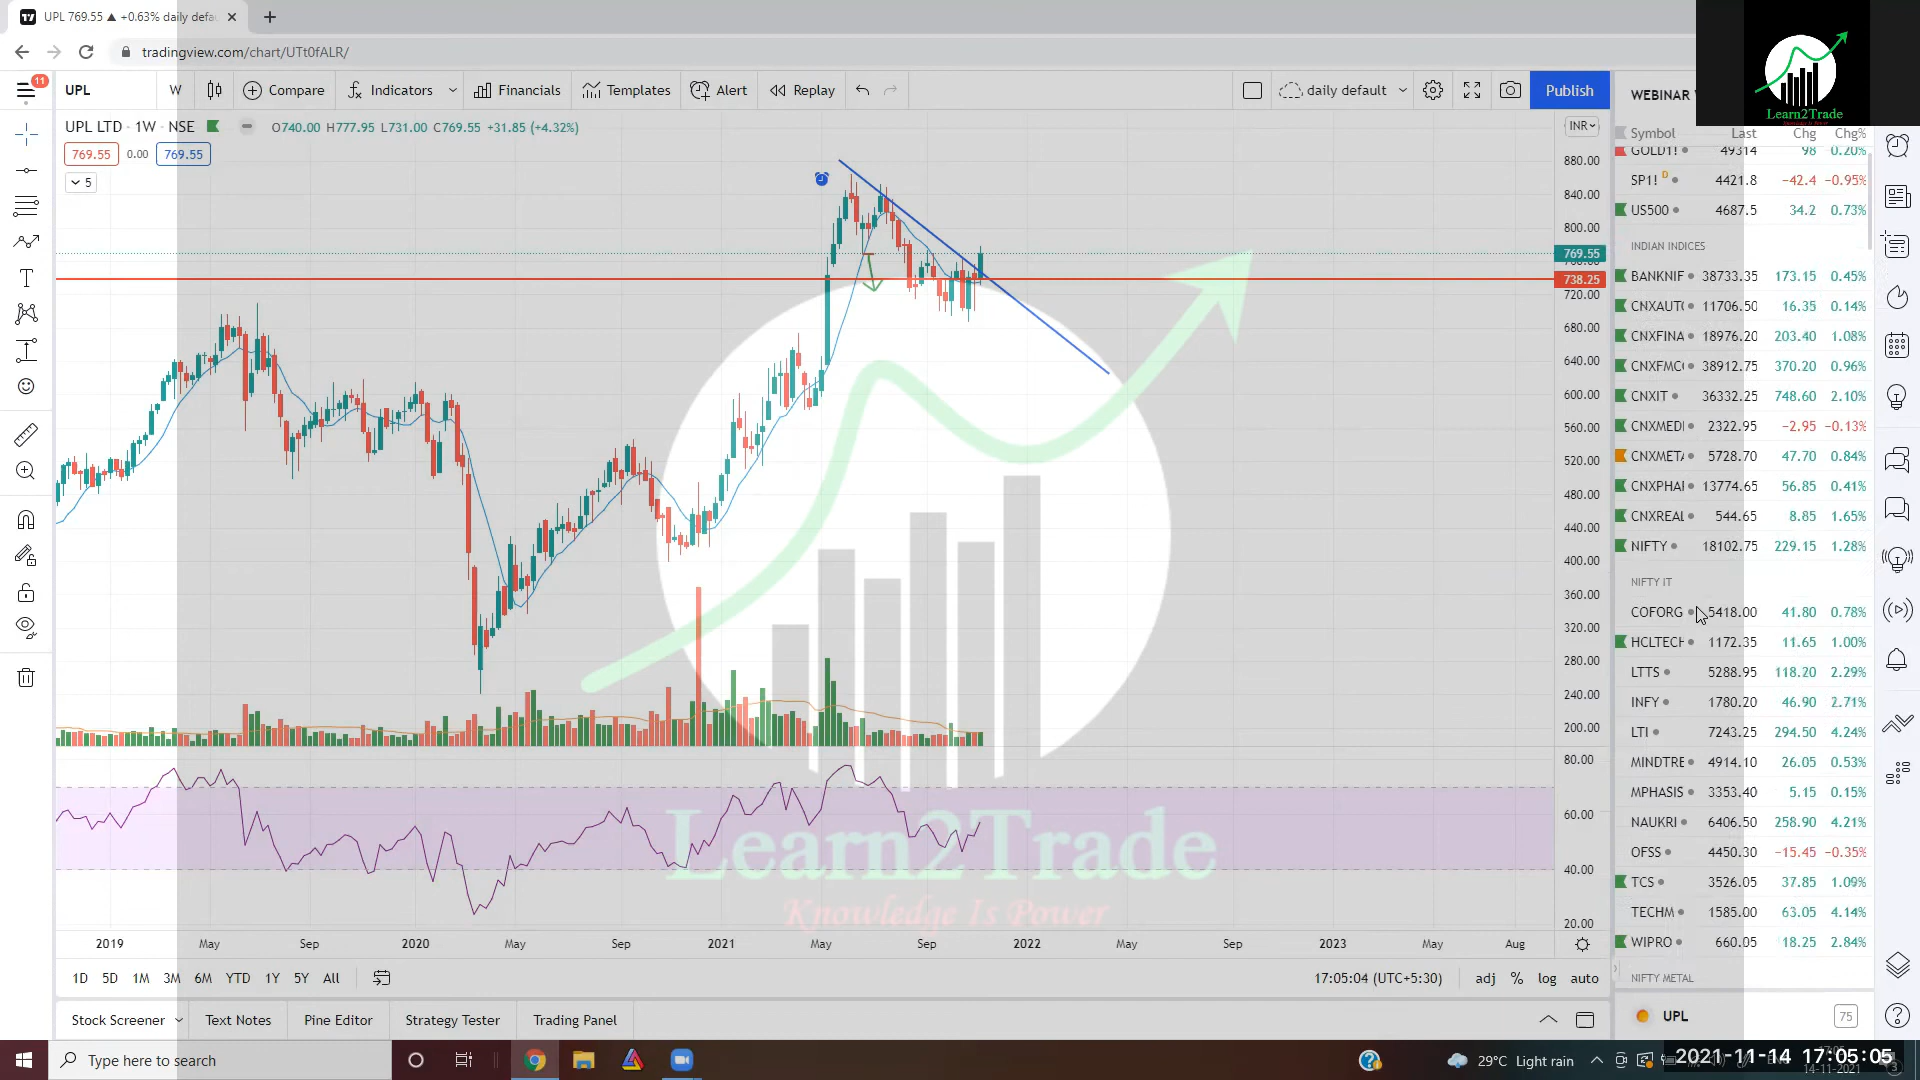 UPL 769.55 ▲ +0.63% daily defa
tradingview.com/chart/UTt0fALR/
11
UPL W Compare Indicators Financials Templates Alert Replay daily default Publish
UPL LTD · 1W · NSE O740.00 H777.95 L731.00 C769.55 +31.85 (+4.32%)
769.55 0.00 769.55
5
INR
880.00
840.00
800.00
769.55
738.25
720.00
680.00
640.00
600.00
560.00
520.00
480.00
440.00
400.00
360.00
320.00
280.00
240.00
200.00
80.00
60.00
40.00
20.00
2019 May Sep 2020 May Sep 2021 May Sep 2022 May Sep 2023 May Aug
Learn2Trade
Knowledge Is Power
1D 5D 1M 3M 6M YTD 1Y 5Y All
17:05:04 (UTC+5:30) adj % log auto
Stock Screener Text Notes Pine Editor Strategy Tester Trading Panel
WEBINAR
Learn2Trade
Symbol Last Chg Chg%
GOLD1! 49314 98 0.20%
SP1! D 4421.8 −42.4 −0.95%
US500 4687.5 34.2 0.73%
INDIAN INDICES
BANKNIF 38733.35 173.15 0.45%
CNXAUT 11706.50 16.35 0.14%
CNXFINA 18976.20 203.40 1.08%
CNXFMC 38912.75 370.20 0.96%
CNXIT 36332.25 748.60 2.10%
CNXMEDI 2322.95 −2.95 −0.13%
CNXMETA 5728.70 47.70 0.84%
CNXPHAI 13774.65 56.85 0.41%
CNXREAL 544.65 8.85 1.65%
NIFTY 18102.75 229.15 1.28%
NIFTY IT
COFORG 5418.00 41.80 0.78%
HCLTECH 1172.35 11.65 1.00%
LTTS 5288.95 118.20 2.29%
INFY 1780.20 46.90 2.71%
LTI 7243.25 294.50 4.24%
MINDTRE 4914.10 26.05 0.53%
MPHASIS 3353.40 5.15 0.15%
NAUKRI 6406.50 258.90 4.21%
OFSS 4450.30 −15.45 −0.35%
TCS 3526.05 37.85 1.09%
TECHM 1585.00 63.05 4.14%
WIPRO 660.05 18.25 2.84%
NIFTY METAL
UPL 75
Type here to search
29°C Light rain
2021-11-14 17:05:05
14-11-2021